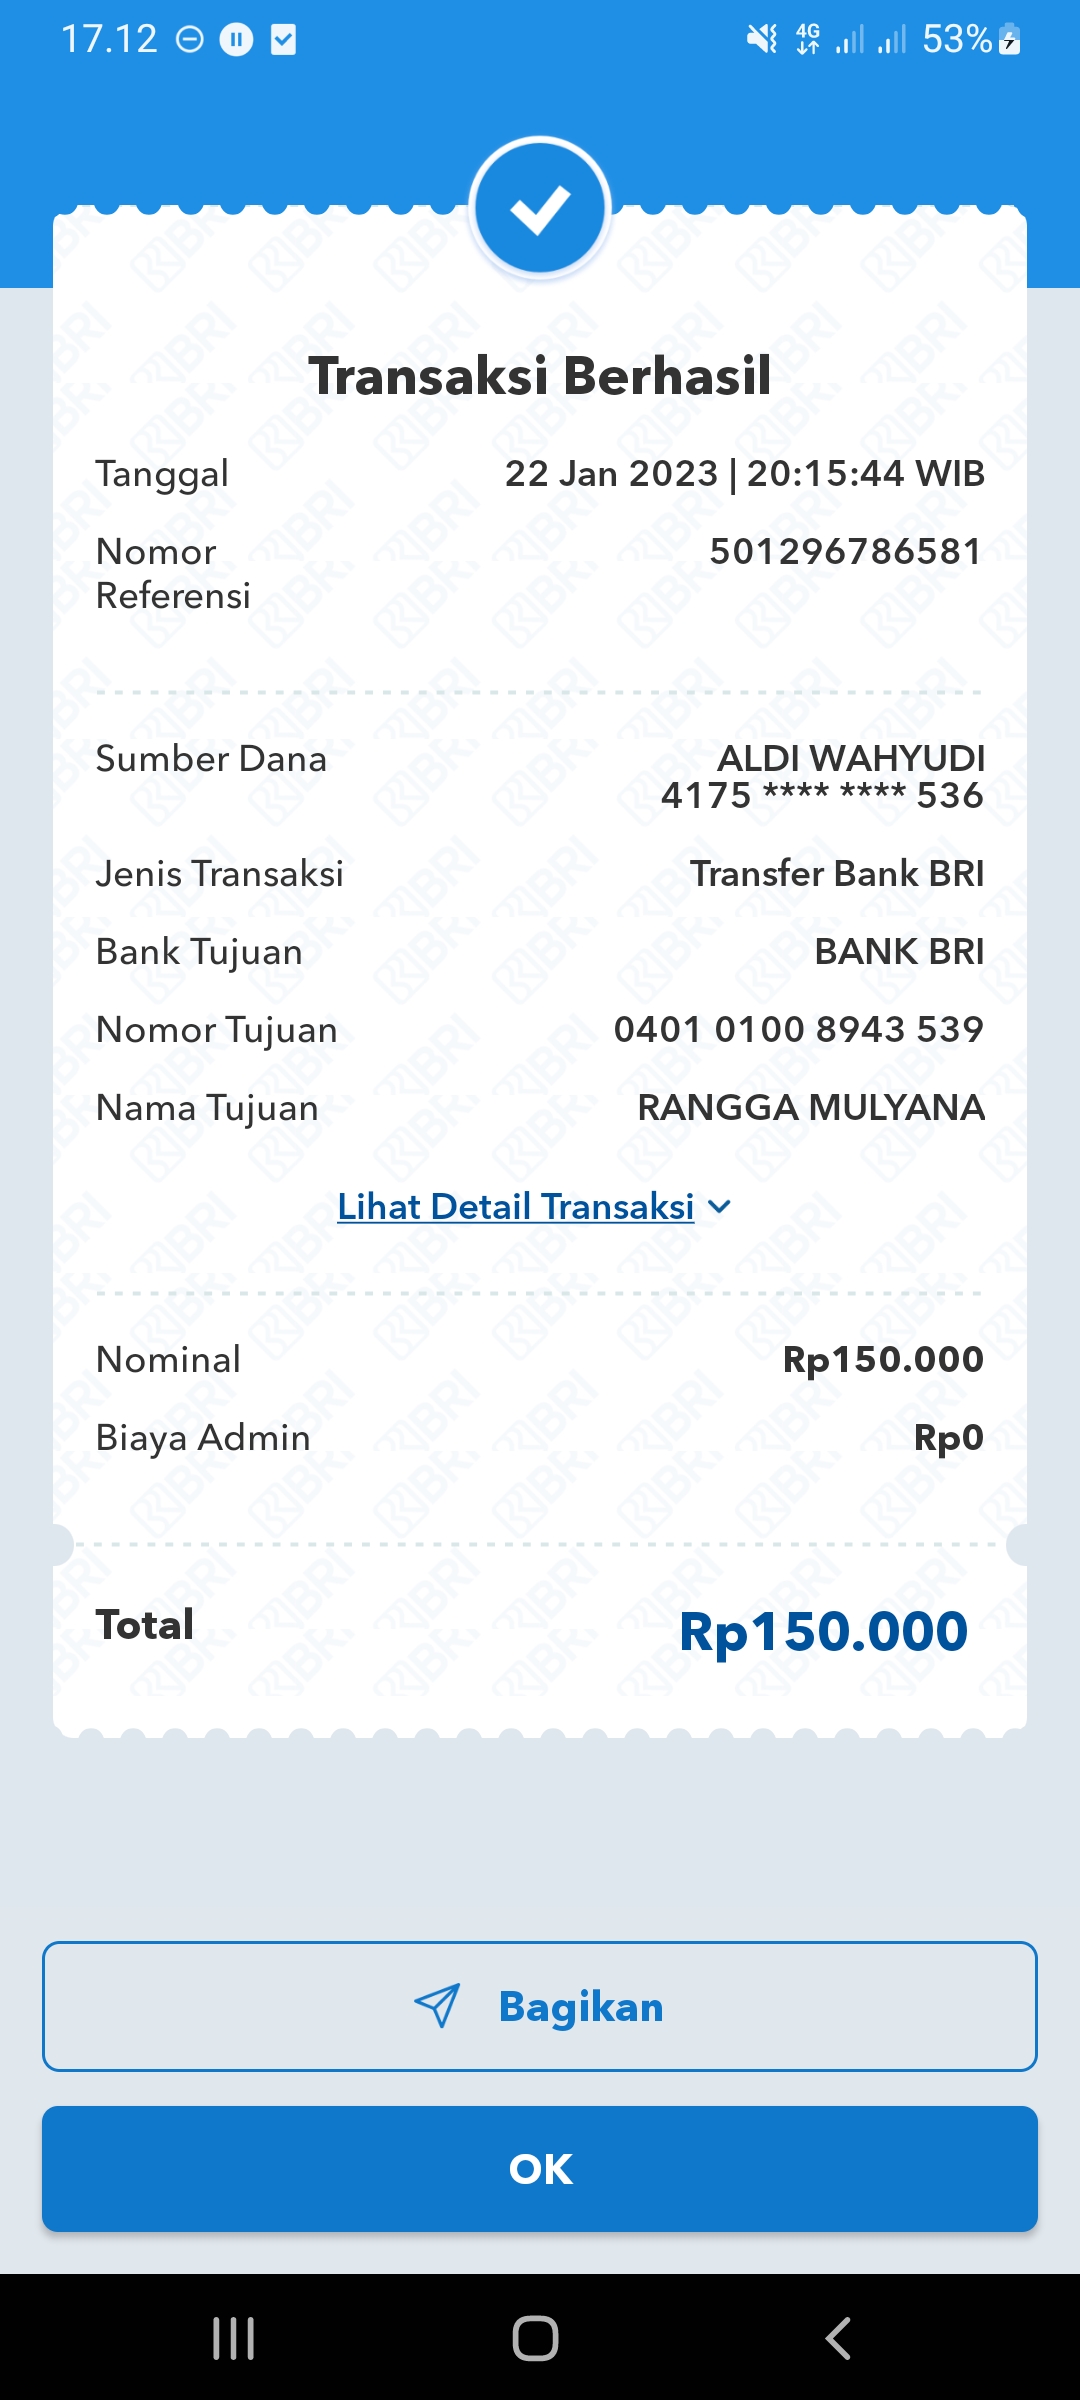 17.12
4G
53%
Transaksi Berhasil
Tanggal 22 Jan 2023 | 20:15:44 WIB
Nomor 501296786581
Referensi
Sumber Dana ALDI WAHYUDI
4175 **** **** 536
Jenis Transaksi Transfer Bank BRI
Bank Tujuan BANK BRI
Nomor Tujuan 0401 0100 8943 539
Nama Tujuan RANGGA MULYANA
Lihat Detail Transaksi
Nominal Rp150.000
Biaya Admin Rp0
Total Rp150.000
Bagikan
OK